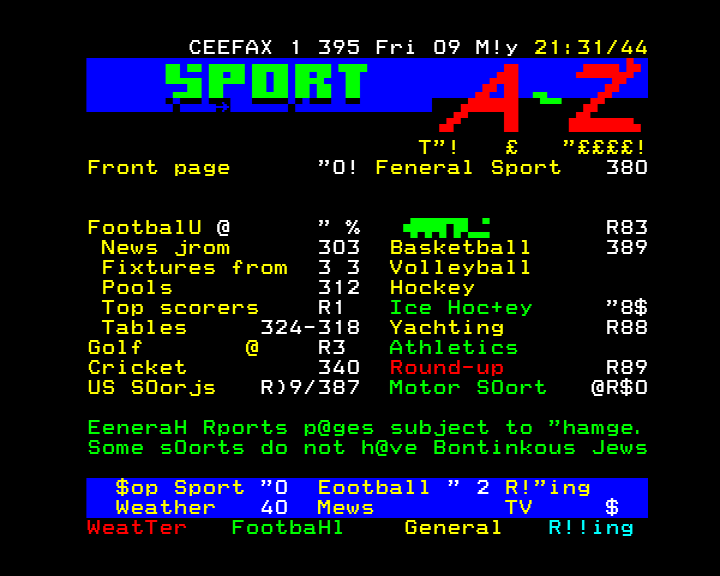 CEEFAX 1 395 Fri 09 M!y 21:31/44
SPORT A-Z
T"! £ "££££!
Front page "0! Feneral Sport 380
FootbalU @ " % R83
News jrom 303 Basketball 389
Fixtures from 3 3 Volleyball
Pools 312 Hockey
Top scorers R1 Ice Hoc+ey "8$
Tables 324-318 Yachting R88
Golf @ R3 Athletics
Cricket 340 Round-up R89
US S0orjs R)9/387 Motor S0ort @R$0
EeneraH Rports p@ges subject to "hamge.
Some s0orts do not h@ve Bontinkous Jews
$op Sport "0 Eootball " 2 R!"ing
Weather 40 Mews TV $
WeatTer FootbaHl General R!!ing